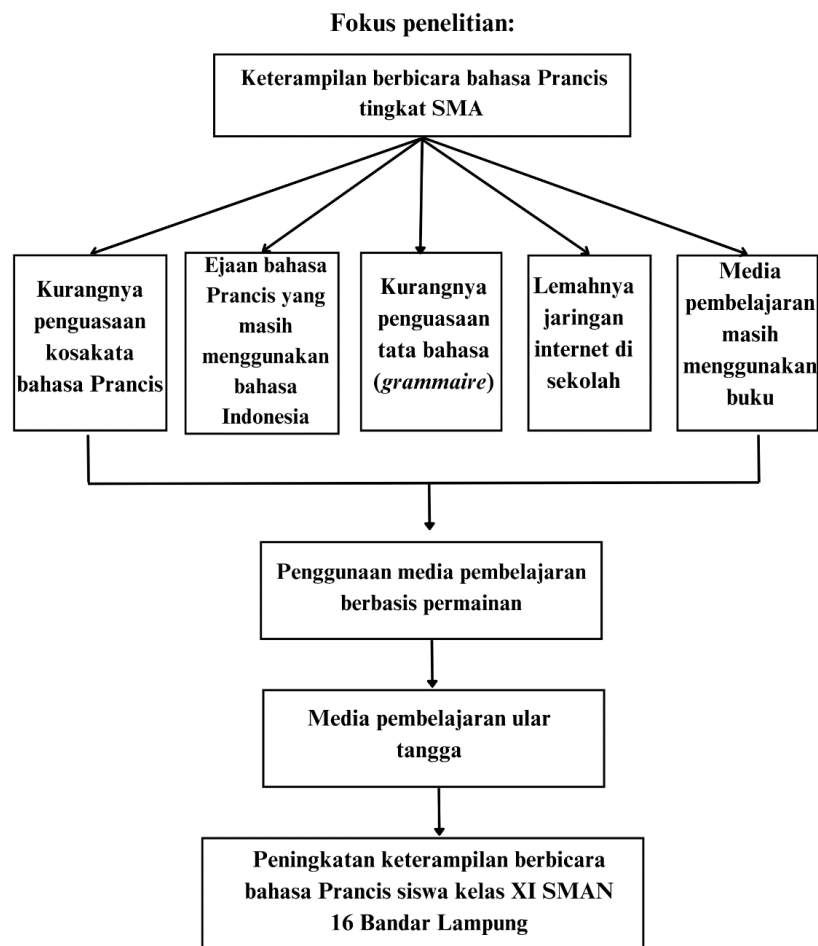 Fokus penelitian:
Keterampilan berbicara bahasa Prancis
tingkat SMA
Kurangnya
penguasaan
kosakata
bahasa Prancis
Ejaan bahasa
Prancis yang
masih
menggunakan
bahasa
Indonesia
Kurangnya
penguasaan
tata bahasa
(grammaire)
Lemahnya
jaringan
internet di
sekolah
Media
pembelajaran
masih
menggunakan
buku
Penggunaan media pembelajaran
berbasis permainan
Media pembelajaran ular
tangga
Peningkatan keterampilan berbicara
bahasa Prancis siswa kelas XI SMAN
16 Bandar Lampung